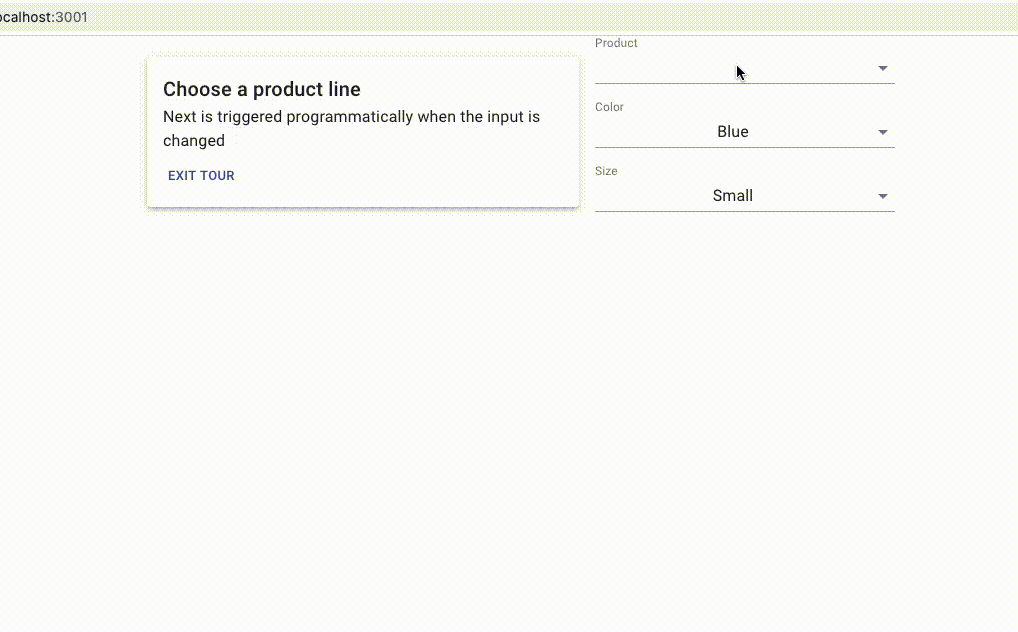 ocalhost:3001
Choose a product line
Next is triggered programmatically when the input is
changed
EXIT TOUR
Product
Color
Blue
Size
Small